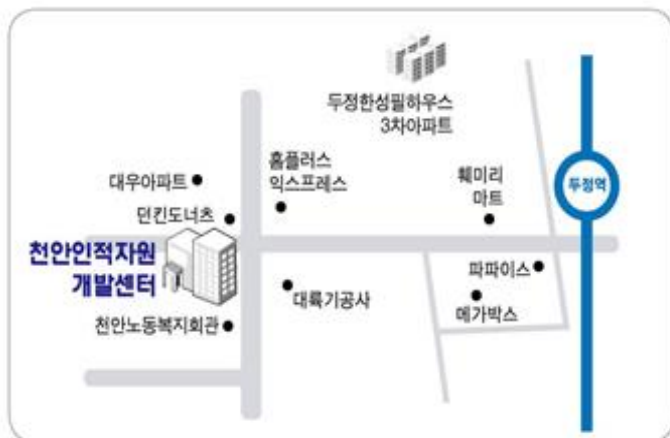 두정한성필하우스
3차아파트
홈플러스
익스프레스
대우아파트
던킨도너츠
훼미리
마트
두정역
천안인적자원
개발센터
파파이스
대륙기공사
메가박스
천안노동복지회관